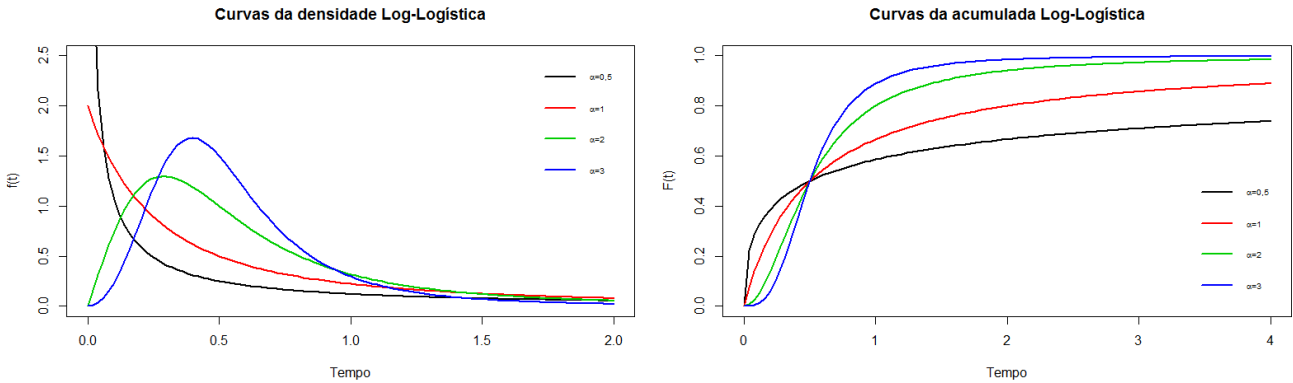 Curvas da densidade Log-Logística
f(t)
2.5
2.0
1.5
1.0
0.5
0.0
α=0,5
α=1
α=2
α=3
0.0 0.5 1.0 1.5 2.0
Tempo
Curvas da acumulada Log-Logística
F(t)
1.0
0.8
0.6
0.4
0.2
0.0
α=0,5
α=1
α=2
α=3
0 1 2 3 4
Tempo